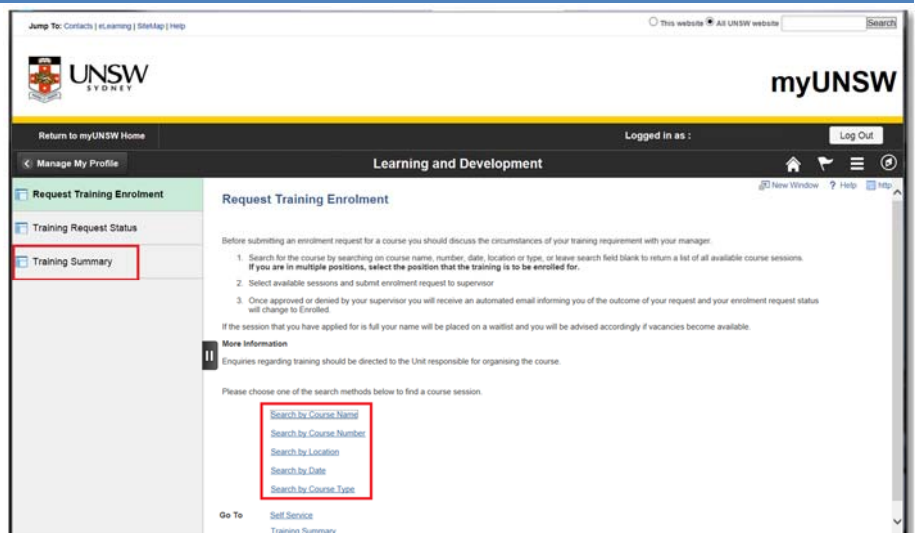 Jump To: Contacts | eLearning | SiteMap | Help
This website All UNSW website Search
UNSW
SYDNEY
myUNSW
Return to myUNSW Home
Logged in as :
Log Out
Manage My Profile
Learning and Development
New Window ? Help http
Request Training Enrolment
Training Request Status
Training Summary
Request Training Enrolment
Before submitting an enrolment request for a course you should discuss the circumstances of your training requirement with your manager.
1. Search for the course by searching on course name, number, date, location or type, or leave search field blank to return a list of all available course sessions.
If you are in multiple positions, select the position that the training is to be enrolled for.
2. Select available sessions and submt enrolment request to supervisor
3. Once approved or denied by your supervisor you will receive an automated email informing you of the outcome of your request and your enrolment request status
will change to Enrolled.
If the session that you have applied for is full your name will be placed on a waitlist and you will be advised accordingly if vacancies become available.
More Information
Enquiries regarding training should be directed to the Unit responsible for organising the course.
Please choose one of the search methods below to find a course session.
Search by Course Name
Search by Course Number
Search by Location
Search by Date
Search by Course Type
Go To Self Service
Training Summary